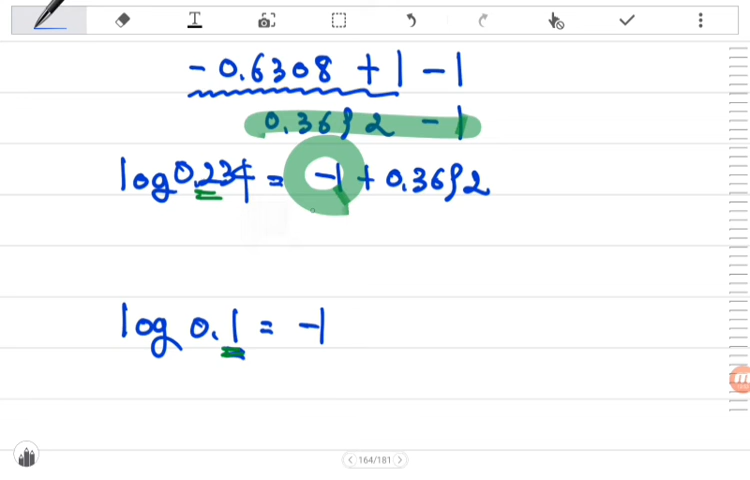 T
- 0.6308 + 1 - 1
0.3692 - 1
log 0.234 = -1 + 0.3692
log 0.1 = -1
164/181